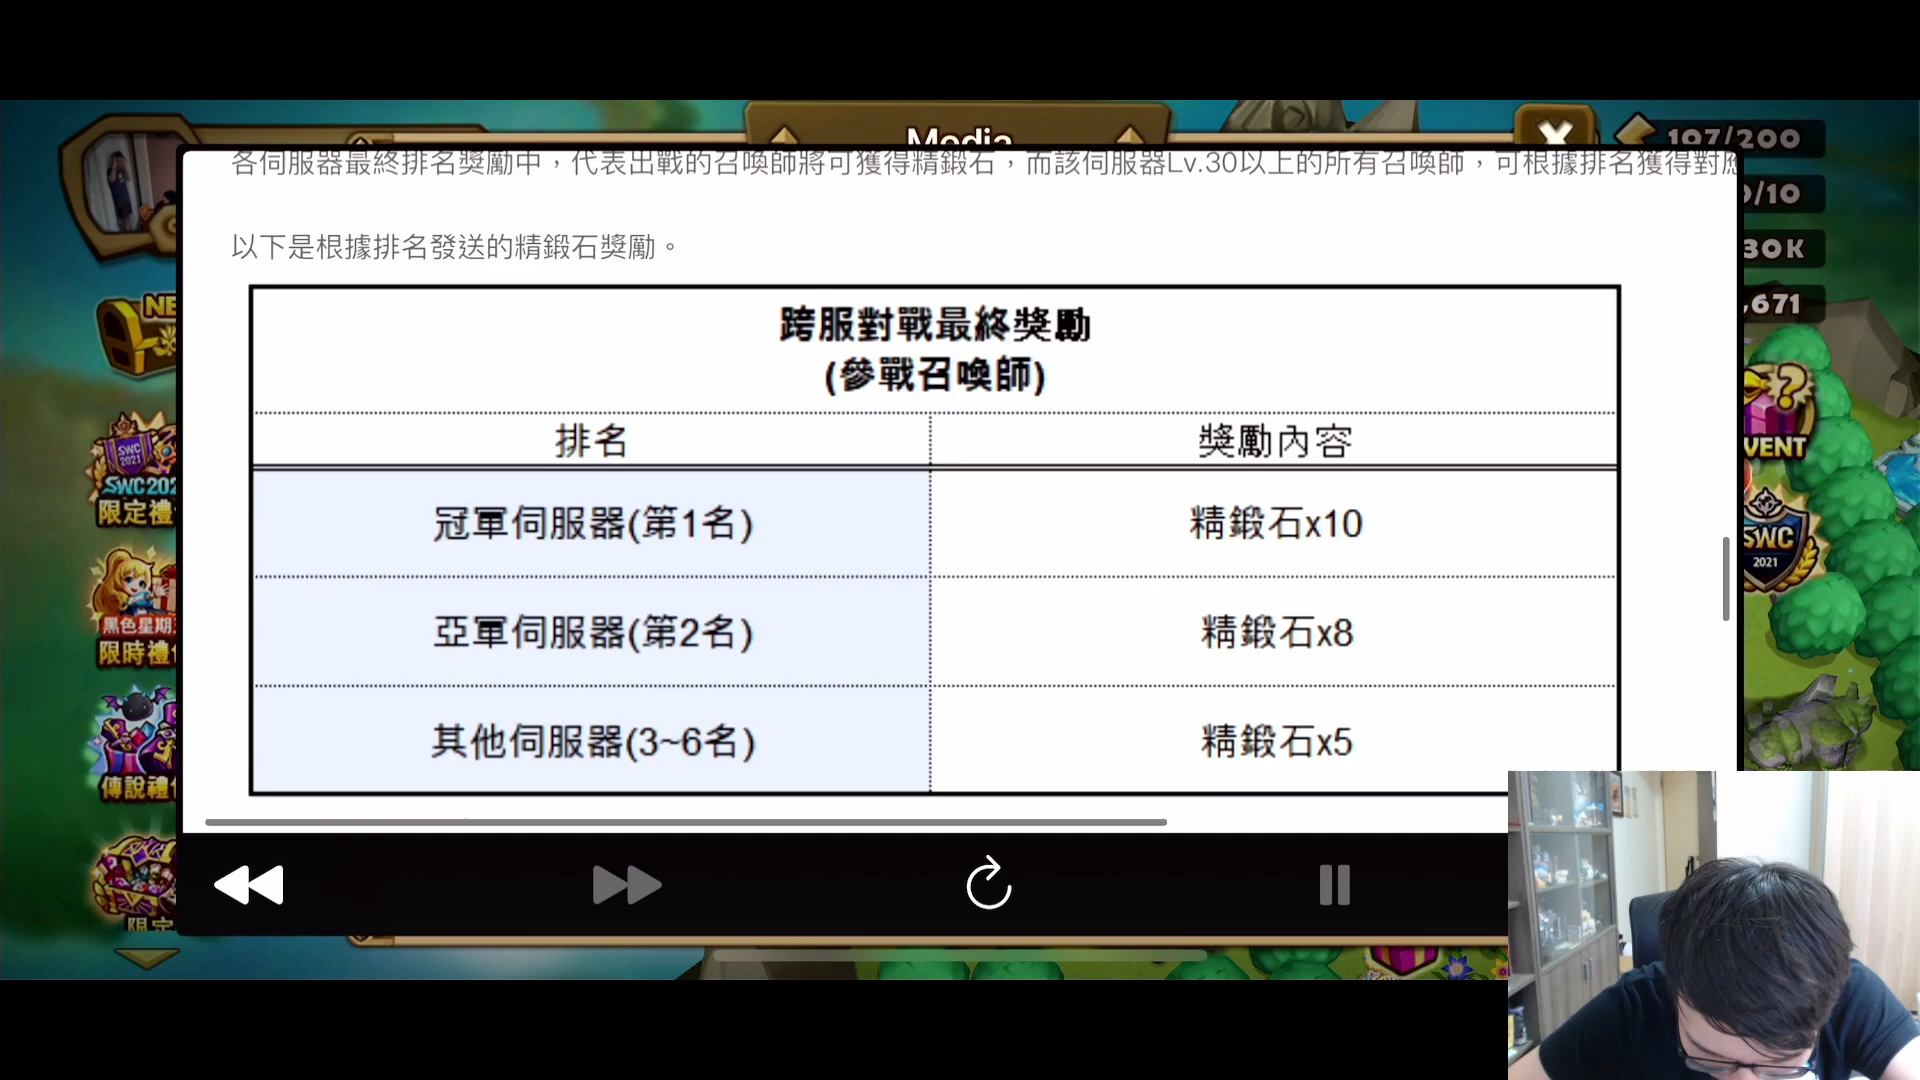 Media
197/200
各伺服器最終排名獎勵中，代表出戰的召喚師將可獲得精鍛石，而該伺服器Lv.30以上的所有召喚師，可根據排名獲得對應
/10
以下是根據排名發送的精鍛石獎勵。
30K
671
NE
跨服對戰最終獎勵
(參戰召喚師)
排名
獎勵內容
冠軍伺服器(第1名)
精鍛石x10
亞軍伺服器(第2名)
精鍛石x8
其他伺服器(3~6名)
精鍛石x5
SWC
2021
SWC202
限定禮
黑色星期
限時禮
傳說禮
限定
VENT
SWC
2021